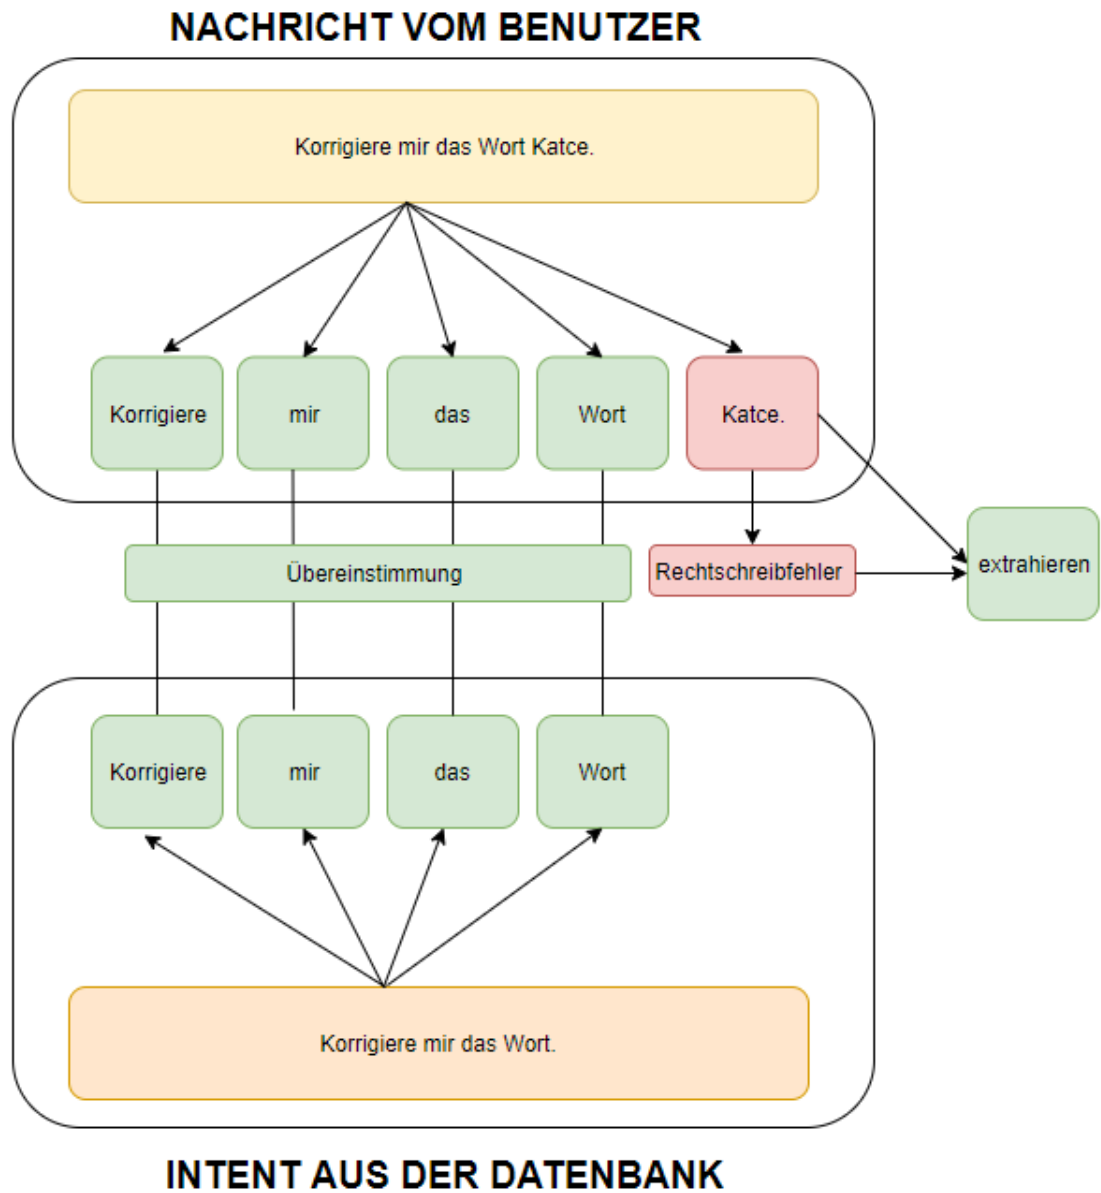 NACHRICHT VOM BENUTZER
Korrigiere mir das Wort Katce.
Korrigiere
mir
das
Wort
Katce.
Übereinstimmung
Rechtschreibfehler
extrahieren
Korrigiere
mir
das
Wort
Korrigiere mir das Wort.
INTENT AUS DER DATENBANK